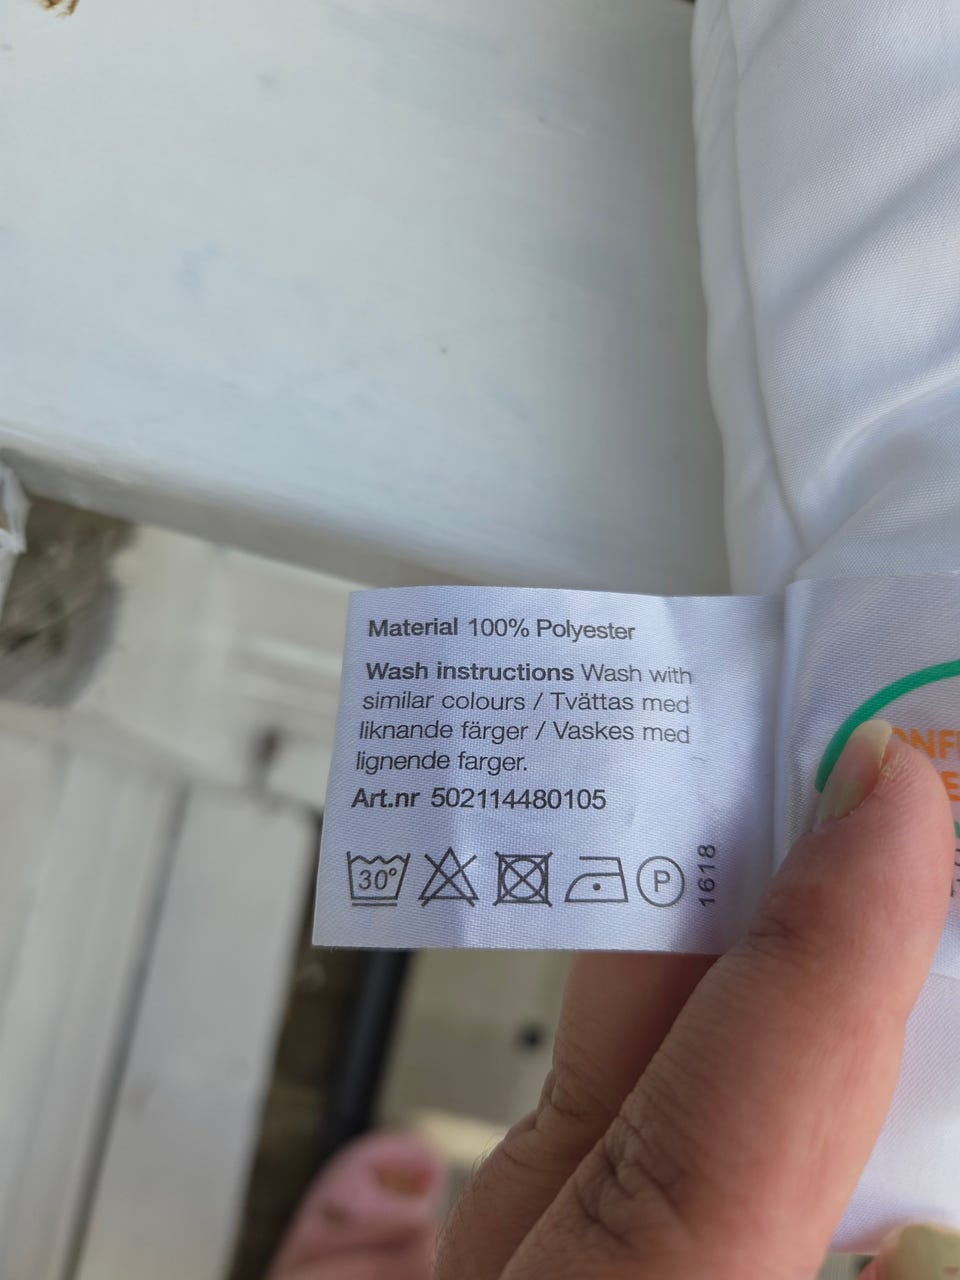 Material 100% Polyester
Wash instructions Wash with
similar colours / Tvättas med
liknande färger / Vaskes med
lignende farger.
Art.nr 502114480105
30°
P
1618